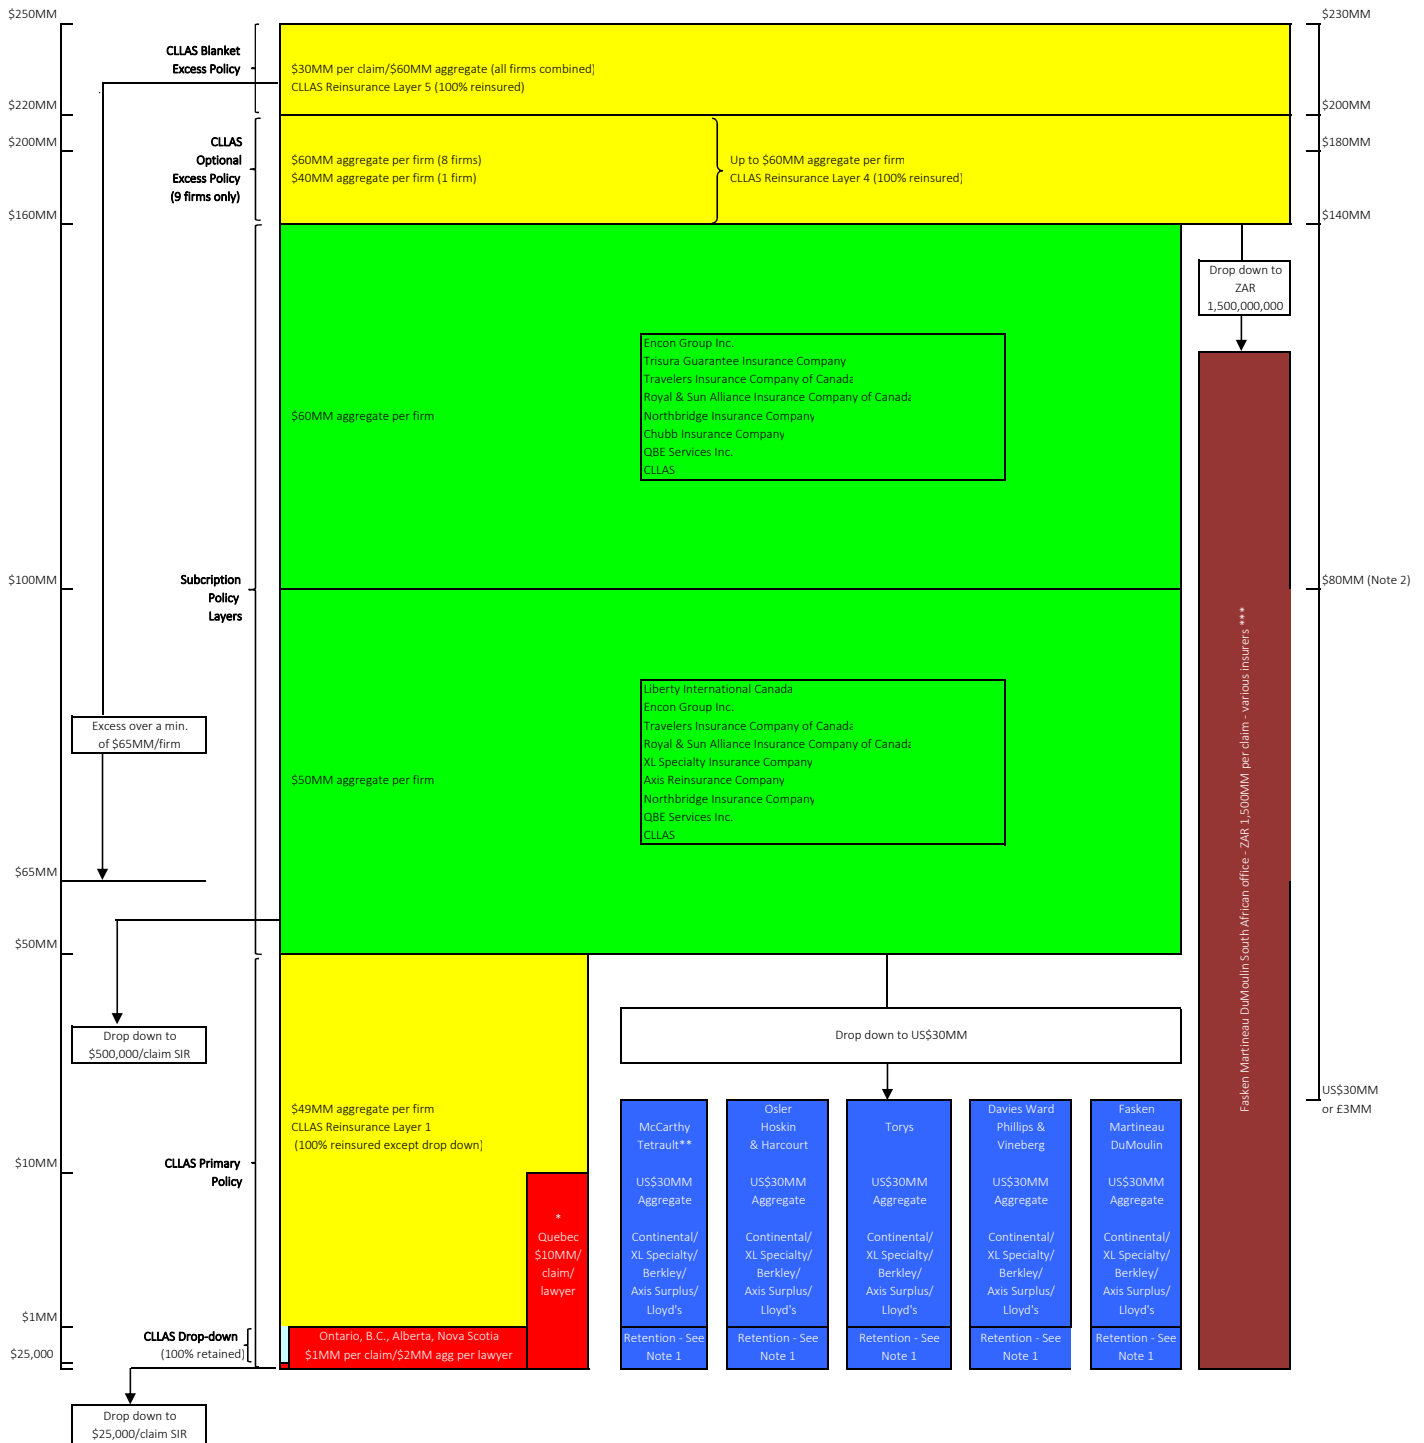 $250MM
$230MM
CLLAS Blanket
Excess Policy
$30MM per claim/$60MM aggregate (all firms combined)
CLLAS Reinsurance Layer 5 (100% reinsured)
$220MM
$200MM
$200MM
$180MM
CLLAS
Optional
Excess Policy
(9 firms only)
$60MM aggregate per firm (8 firms)
$40MM aggregate per firm (1 firm)
Up to $60MM aggregate per firm
CLLAS Reinsurance Layer 4 (100% reinsured)
$160MM
$140MM
Drop down to
ZAR
1,500,000,000
$60MM aggregate per firm
Encon Group Inc.
Trisura Guarantee Insurance Company
Travelers Insurance Company of Canada
Royal & Sun Alliance Insurance Company of Canada
Northbridge Insurance Company
Chubb Insurance Company
QBE Services Inc.
CLLAS
$100MM
$80MM (Note 2)
Subcription
Policy
Layers
Excess over a min.
of $65MM/firm
$50MM aggregate per firm
Liberty International Canada
Encon Group Inc.
Travelers Insurance Company of Canada
Royal & Sun Alliance Insurance Company of Canada
XL Specialty Insurance Company
Axis Reinsurance Company
Northbridge Insurance Company
QBE Services Inc.
CLLAS
Fasken Martineau DuMoulin South African office - ZAR 1,500MM per claim - various insurers ***
$65MM
$50MM
Drop down to
$500,000/claim SIR
Drop down to US$30MM
US$30MM
or £3MM
$49MM aggregate per firm
CLLAS Reinsurance Layer 1
(100% reinsured except drop down)
CLLAS Primary
Policy
$10MM
*
Quebec
$10MM/
claim/
lawyer
McCarthy
Tetrault**
US$30MM
Aggregate
Continental/
XL Specialty/
Berkley/
Axis Surplus/
Lloyd's
Retention - See
Note 1
Osler
Hoskin
& Harcourt
US$30MM
Aggregate
Continental/
XL Specialty/
Berkley/
Axis Surplus/
Lloyd's
Retention - See
Note 1
Torys
US$30MM
Aggregate
Continental/
XL Specialty/
Berkley/
Axis Surplus/
Lloyd's
Retention - See
Note 1
Davies Ward
Phillips &
Vineberg
US$30MM
Aggregate
Continental/
XL Specialty/
Berkley/
Axis Surplus/
Lloyd's
Retention - See
Note 1
Fasken
Martineau
DuMoulin
US$30MM
Aggregate
Continental/
XL Specialty/
Berkley/
Axis Surplus/
Lloyd's
Retention - See
Note 1
$1MM
CLLAS Drop-down
(100% retained)
Ontario, B.C., Alberta, Nova Scotia
$1MM per claim/$2MM agg per lawyer
$25,000
Drop down to
$25,000/claim SIR